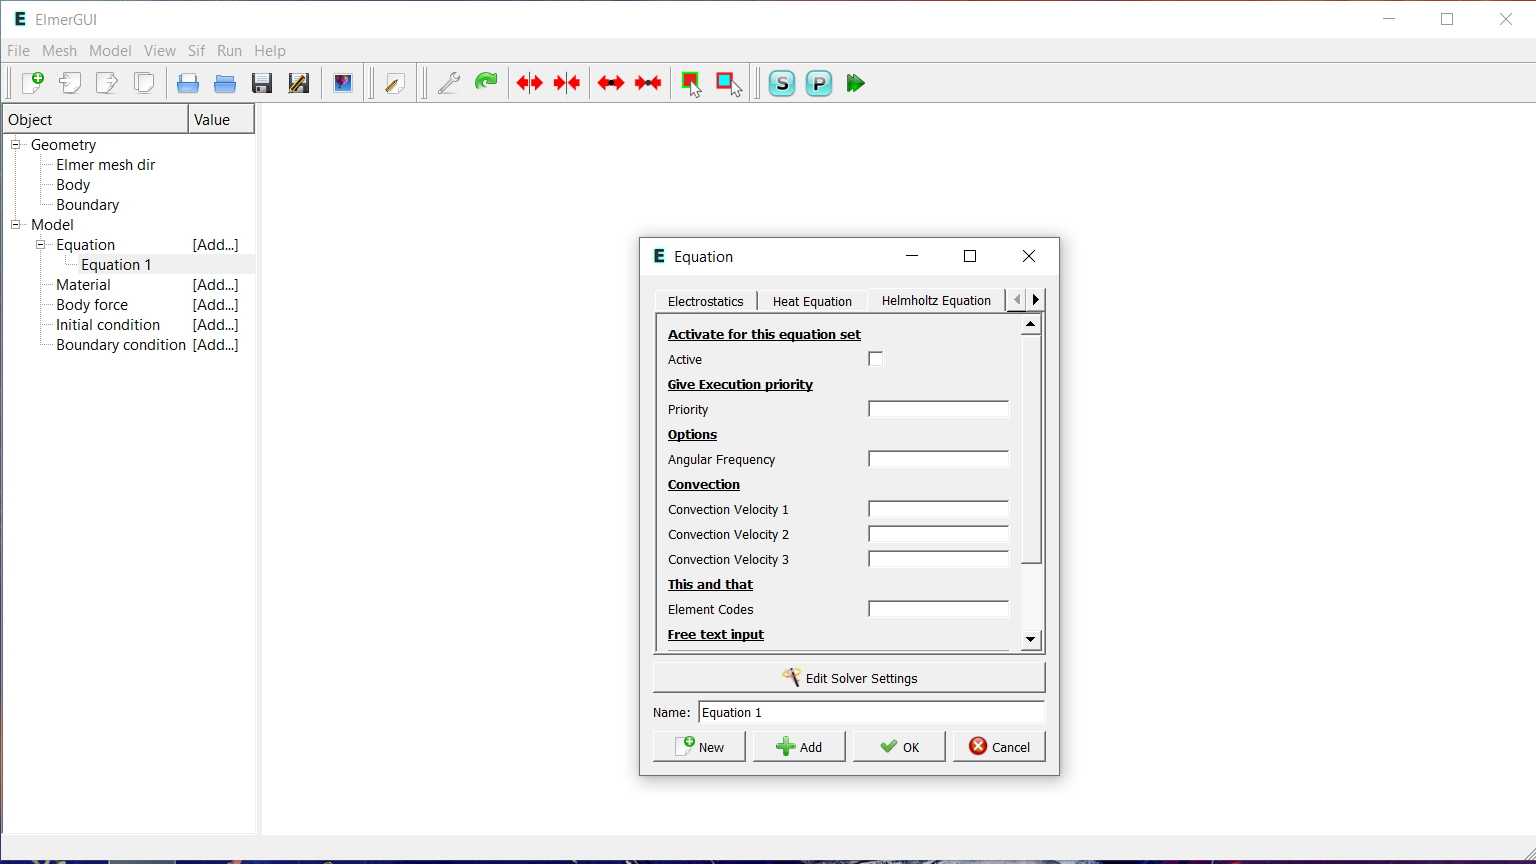 E ElmerGUI
File Mesh Model View Sif Run Help
S P
Object Value
Geometry
Elmer mesh dir
Body
Boundary
Model
Equation [Add...]
Equation 1
Material [Add...]
Body force [Add...]
Initial condition [Add...]
Boundary condition [Add...]
E Equation
Electrostatics Heat Equation Helmholtz Equation
Activate for this equation set
Active
Give Execution priority
Priority
Options
Angular Frequency
Convection
Convection Velocity 1
Convection Velocity 2
Convection Velocity 3
This and that
Element Codes
Free text input
Edit Solver Settings
Name: Equation 1
New Add OK Cancel